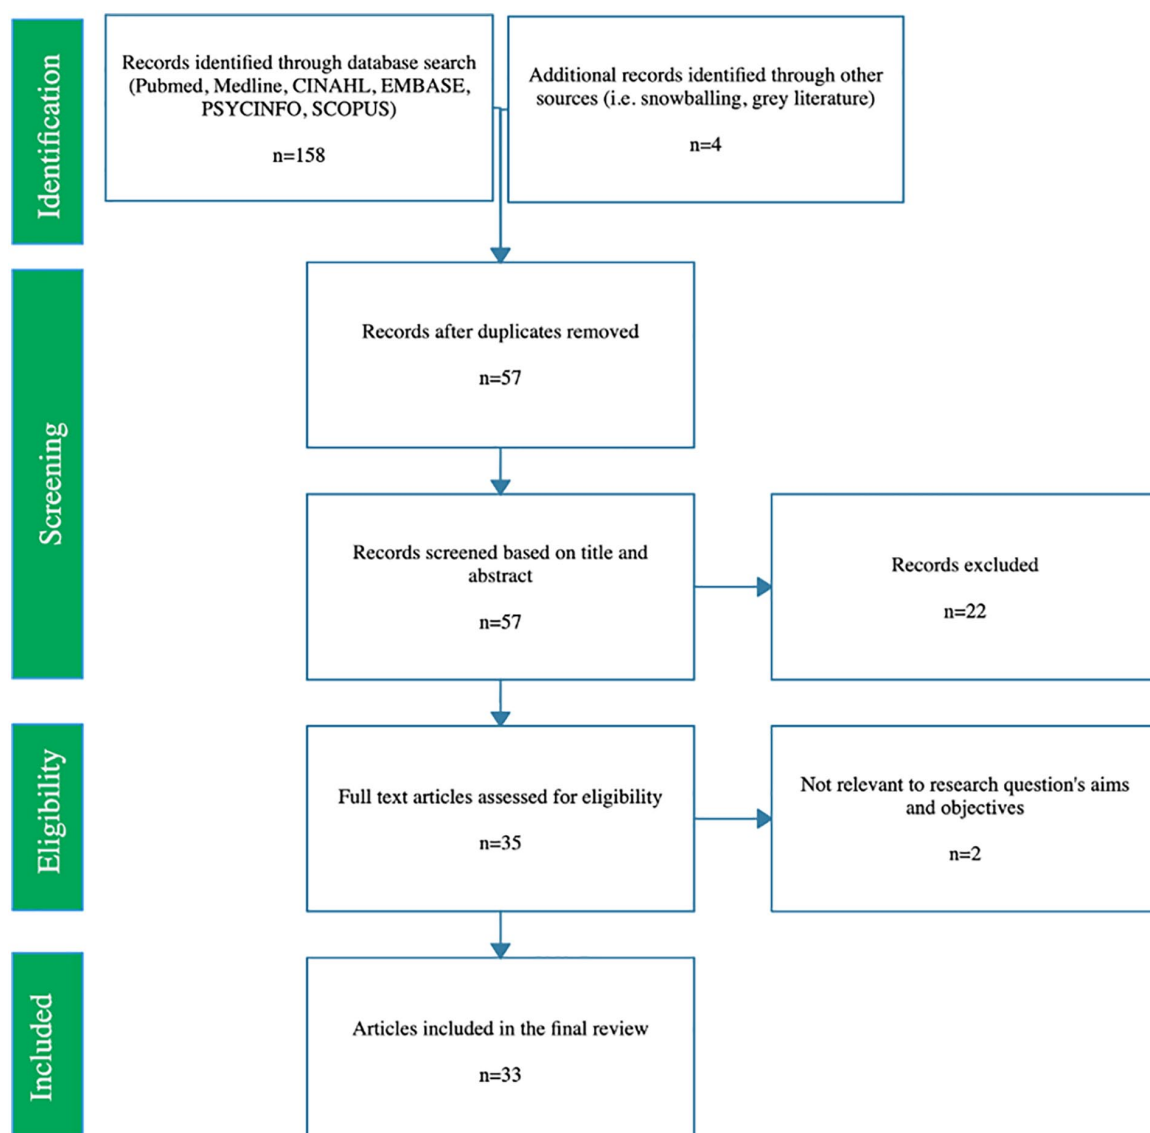 Identification
Records identified through database search
(Pubmed, Medline, CINAHL, EMBASE,
PSYCINFO, SCOPUS)
n=158
Additional records identified through other
sources (i.e. snowballing, grey literature)
n=4
Screening
Records after duplicates removed
n=57
Records screened based on title and
abstract
n=57
Records excluded
n=22
Eligibility
Full text articles assessed for eligibility
n=35
Not relevant to research question's aims
and objectives
n=2
Included
Articles included in the final review
n=33